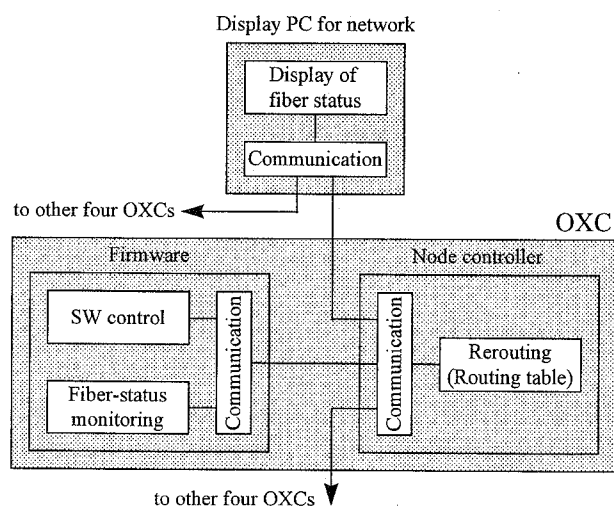 Display PC for network
Display of
fiber status
Communication
to other four OXCs
OXC
Firmware
Node controller
SW control
Fiber-status
monitoring
Communication
Communication
Rerouting
(Routing table)
to other four OXCs